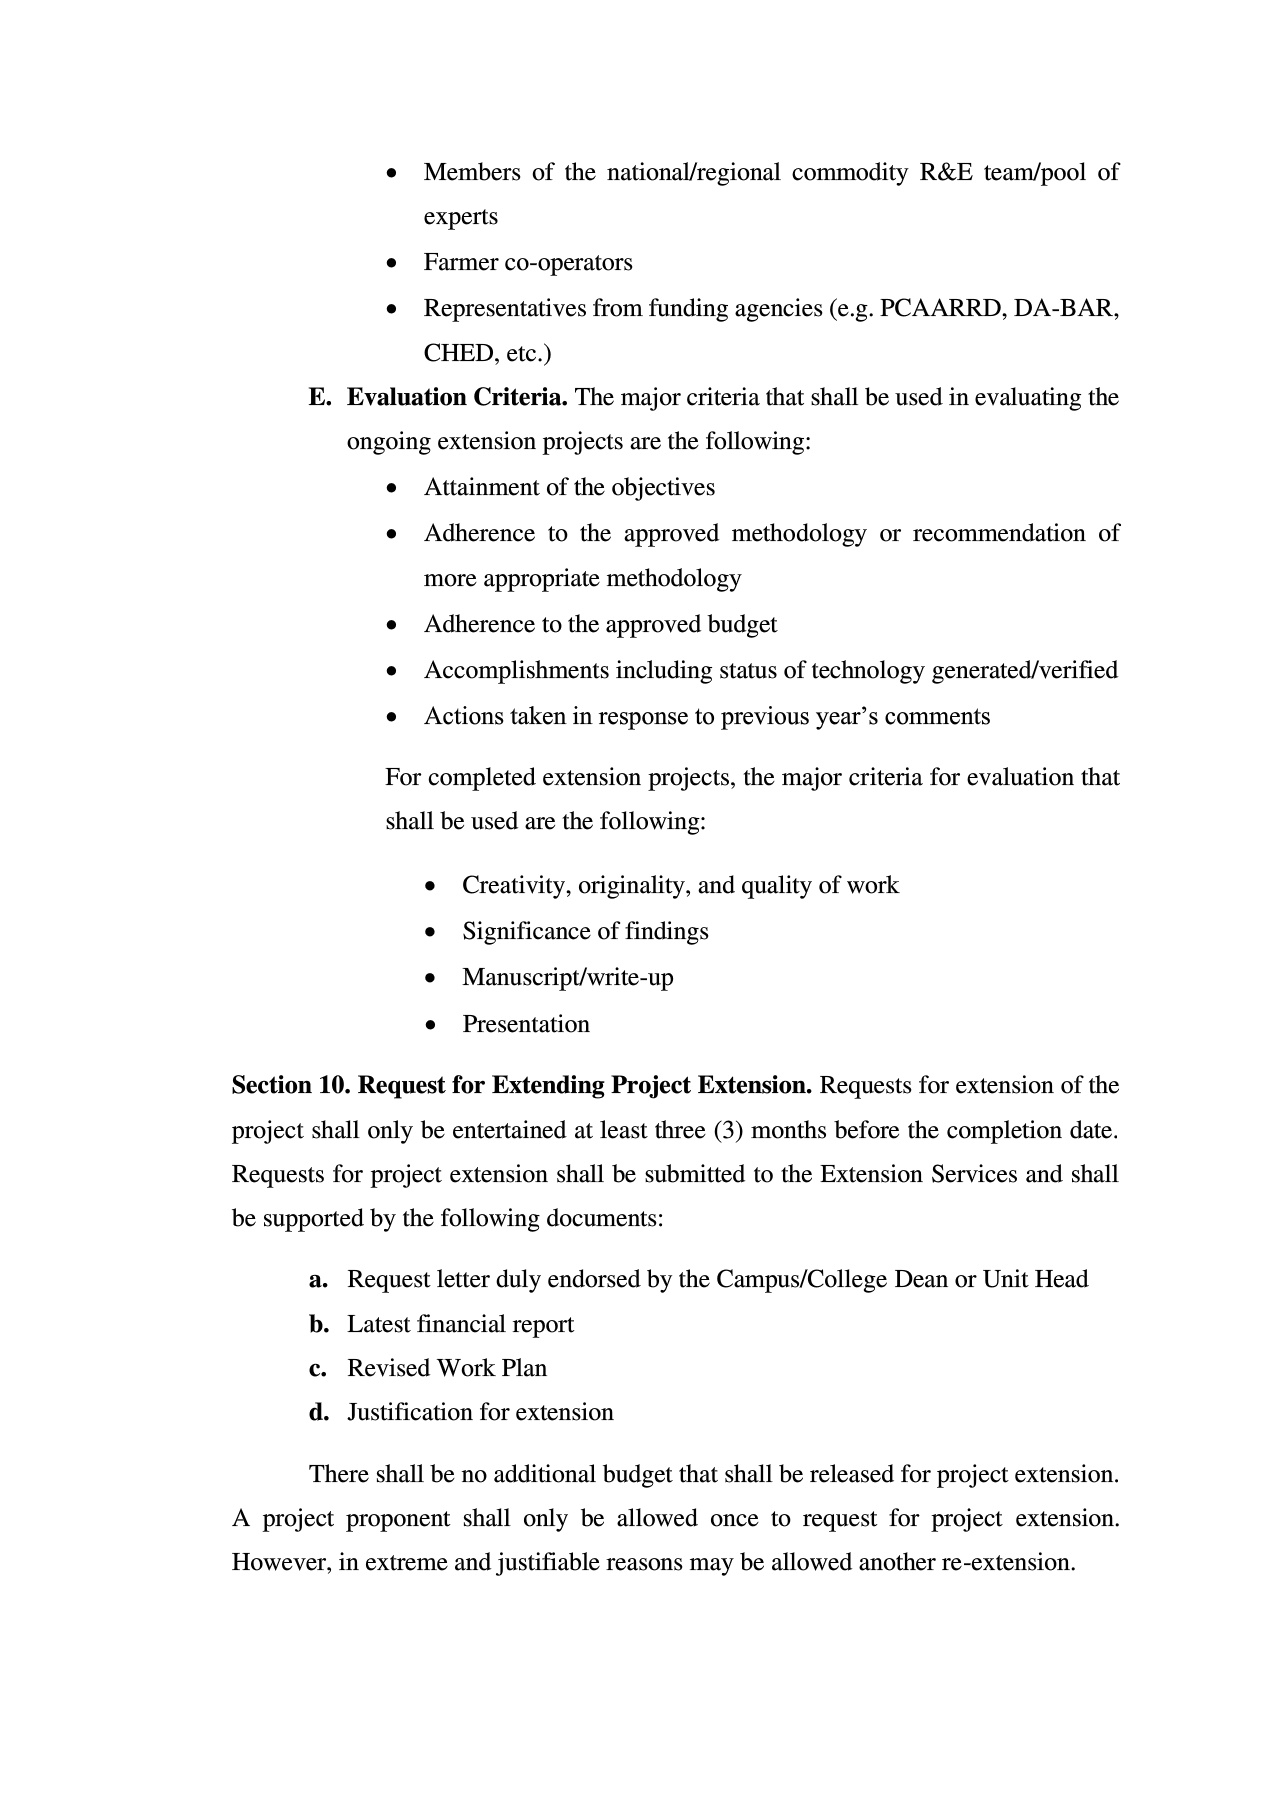 • Members of the national/regional commodity R&E team/pool of
experts
• Farmer co-operators
• Representatives from funding agencies (e.g. PCAARRD, DA-BAR,
CHED, etc.)
E. Evaluation Criteria. The major criteria that shall be used in evaluating the
ongoing extension projects are the following:
• Attainment of the objectives
• Adherence to the approved methodology or recommendation of
more appropriate methodology
• Adherence to the approved budget
• Accomplishments including status of technology generated/verified
• Actions taken in response to previous year’s comments
For completed extension projects, the major criteria for evaluation that
shall be used are the following:
• Creativity, originality, and quality of work
• Significance of findings
• Manuscript/write-up
• Presentation
Section 10. Request for Extending Project Extension. Requests for extension of the
project shall only be entertained at least three (3) months before the completion date.
Requests for project extension shall be submitted to the Extension Services and shall
be supported by the following documents:
a. Request letter duly endorsed by the Campus/College Dean or Unit Head
b. Latest financial report
c. Revised Work Plan
d. Justification for extension
There shall be no additional budget that shall be released for project extension.
A project proponent shall only be allowed once to request for project extension.
However, in extreme and justifiable reasons may be allowed another re-extension.